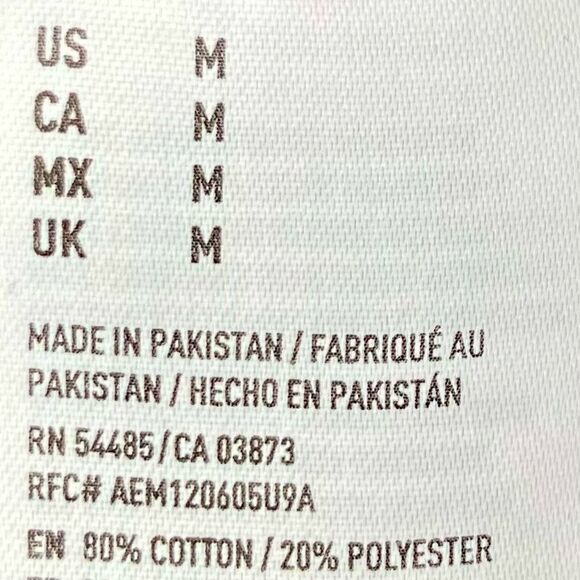 US M
CA M
MX M
UK M
MADE IN PAKISTAN / FABRIQUÉ AU
PAKISTAN / HECHO EN PAKISTÁN
RN 54485 / CA 03873
RFC# AEM120605U9A
EN 80% COTTON / 20% POLYESTER